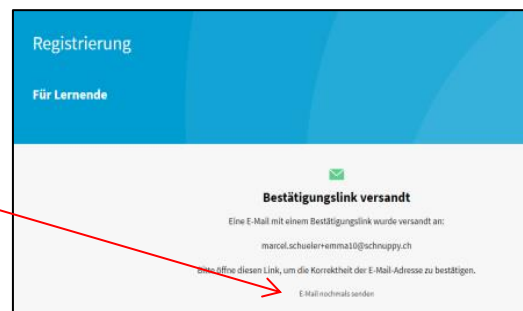 Registrierung
Für Lernende
Bestätigungslink versandt
Eine E-Mail mit einem Bestätigungslink wurde versandt an:
marcel.schueler+emma10@schnuppy.ch
Bitte öffne diesen Link, um die Korrektheit der E-Mail-Adresse zu bestätigen.
E-Mail nochmals senden